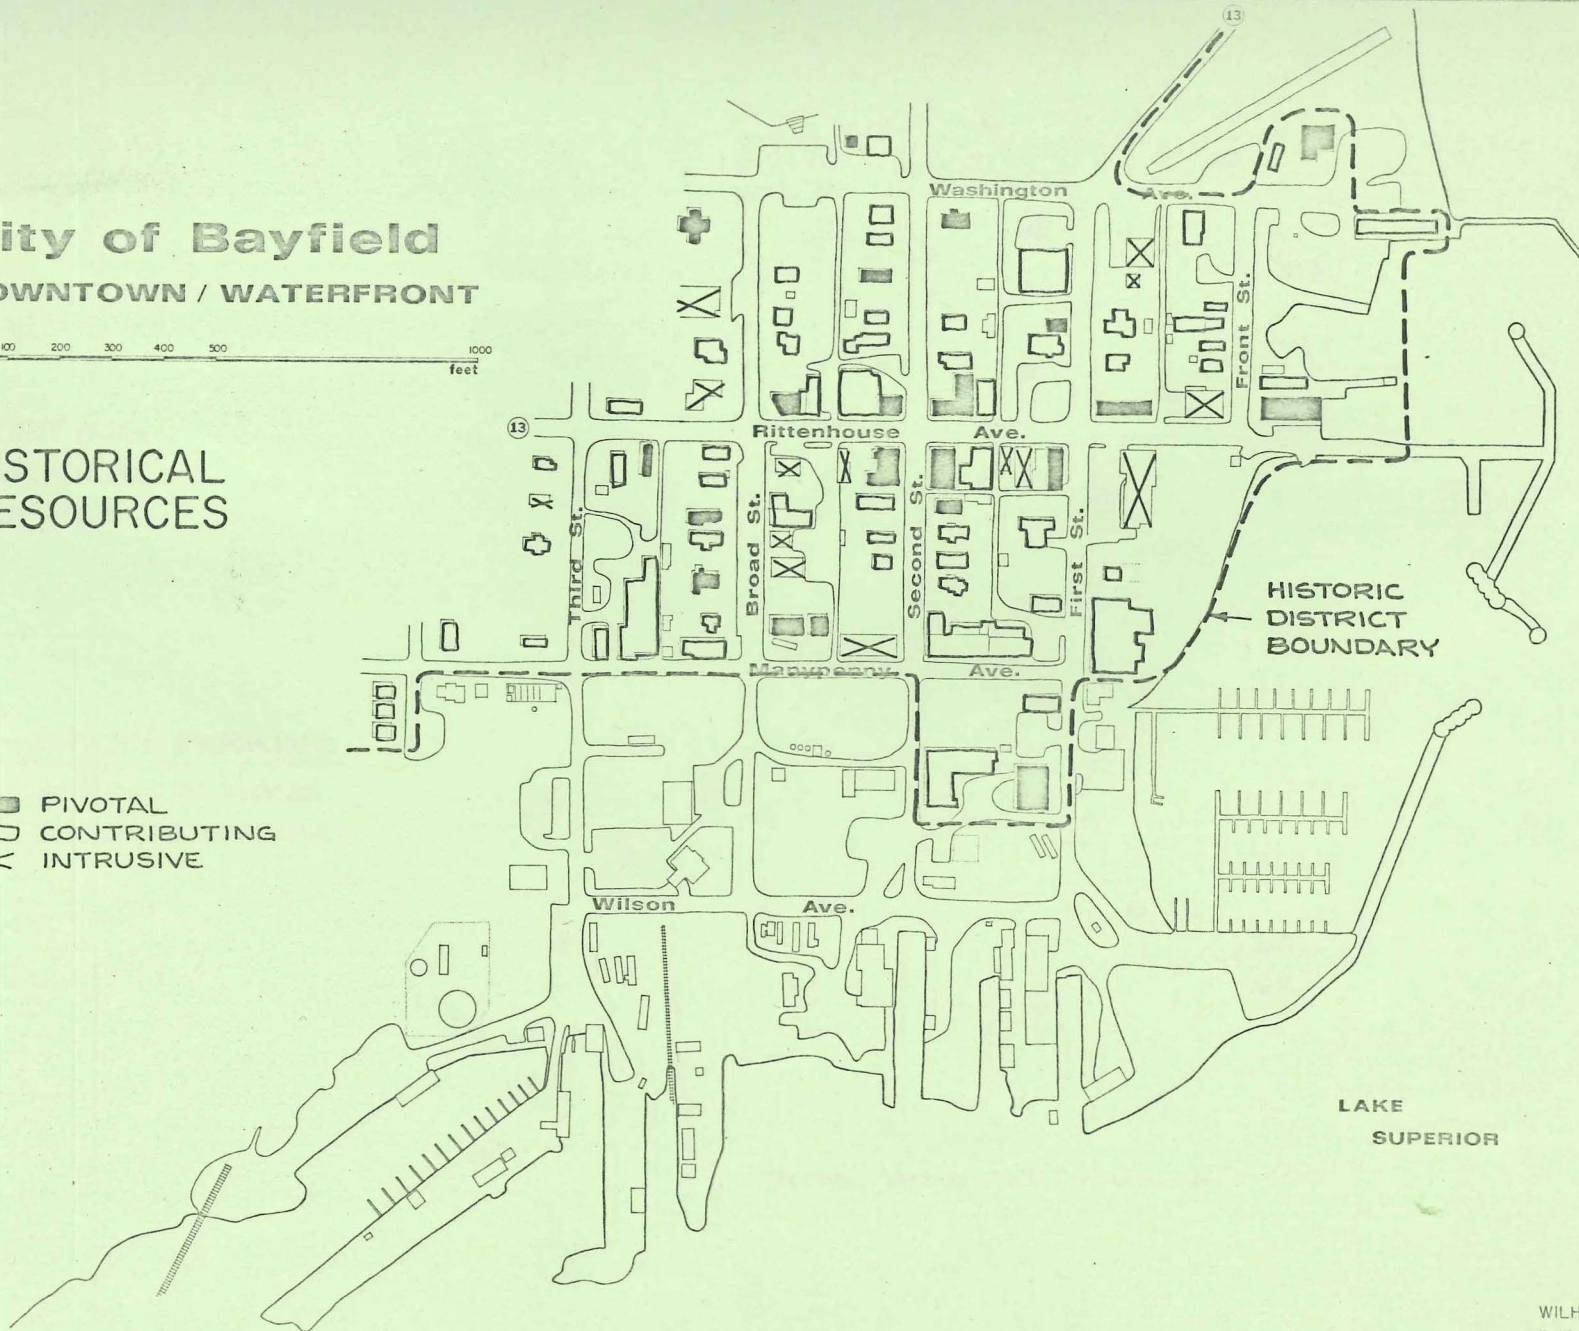 ity of Bayfield
OWNTOWN / WATERFRONT
100 200 300 400 500 1000
feet
STORICAL
ESOURCES
13
13
Washington Ave.
Rittenhouse Ave.
Manypenny Ave.
Wilson Ave.
Third St.
Broad St.
Second St.
First St.
Front St.
HISTORIC
DISTRICT
BOUNDARY
PIVOTAL
CONTRIBUTING
INTRUSIVE
LAKE
SUPERIOR
WILH